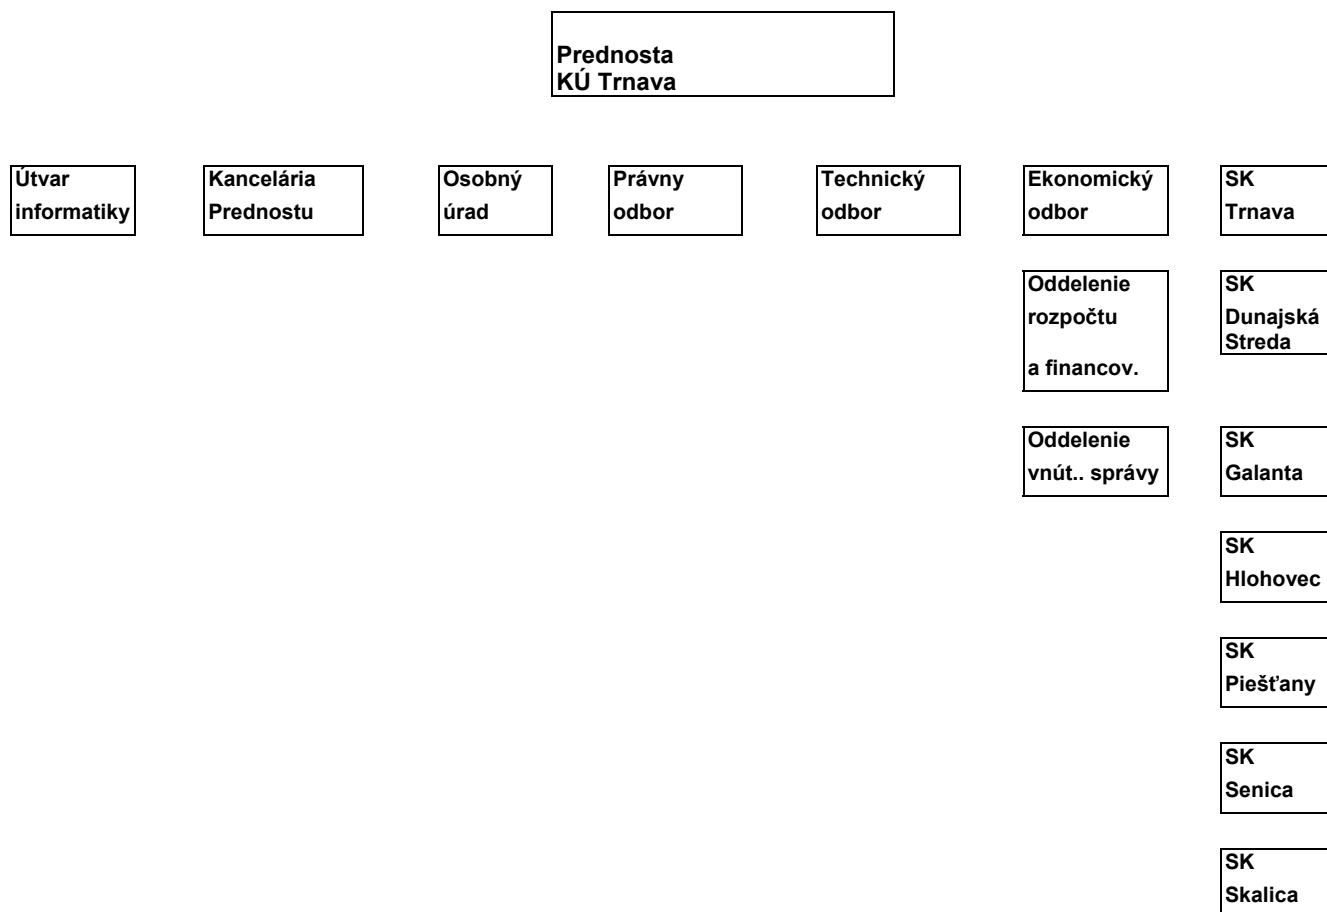 Prednosta
KÚ Trnava
Útvar
informatiky
Kancelária
Prednostu
Osobný
úrad
Právny
odbor
Technický
odbor
Ekonomický
odbor
SK
Trnava
Oddelenie
rozpočtu
a financov.
SK
Dunajská
Streda
Oddelenie
vnút.. správy
SK
Galanta
SK
Hlohovec
SK
Piešťany
SK
Senica
SK
Skalica